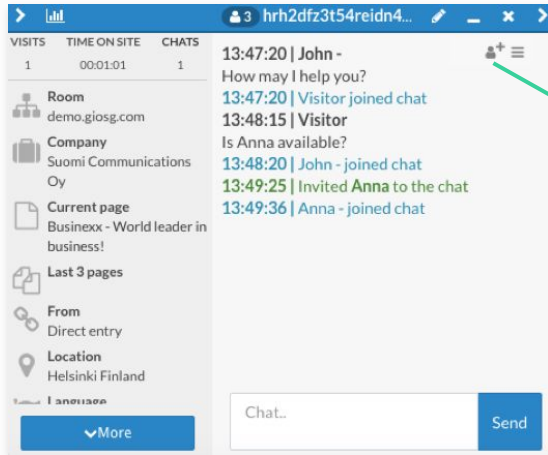 3 hrh2dfz3t54reidn4...
VISITS TIME ON SITE CHATS
1 00:01:01 1
Room
demo.giosg.com
Company
Suomi Communications
Oy
Current page
Businexx - World leader in
business!
Last 3 pages
From
Direct entry
Location
Helsinki Finland
Language
More
13:47:20 | John -
How may I help you?
13:47:20 | Visitor joined chat
13:48:15 | Visitor
Is Anna available?
13:48:20 | John - joined chat
13:49:25 | Invited Anna to the chat
13:49:36 | Anna - joined chat
Chat..
Send